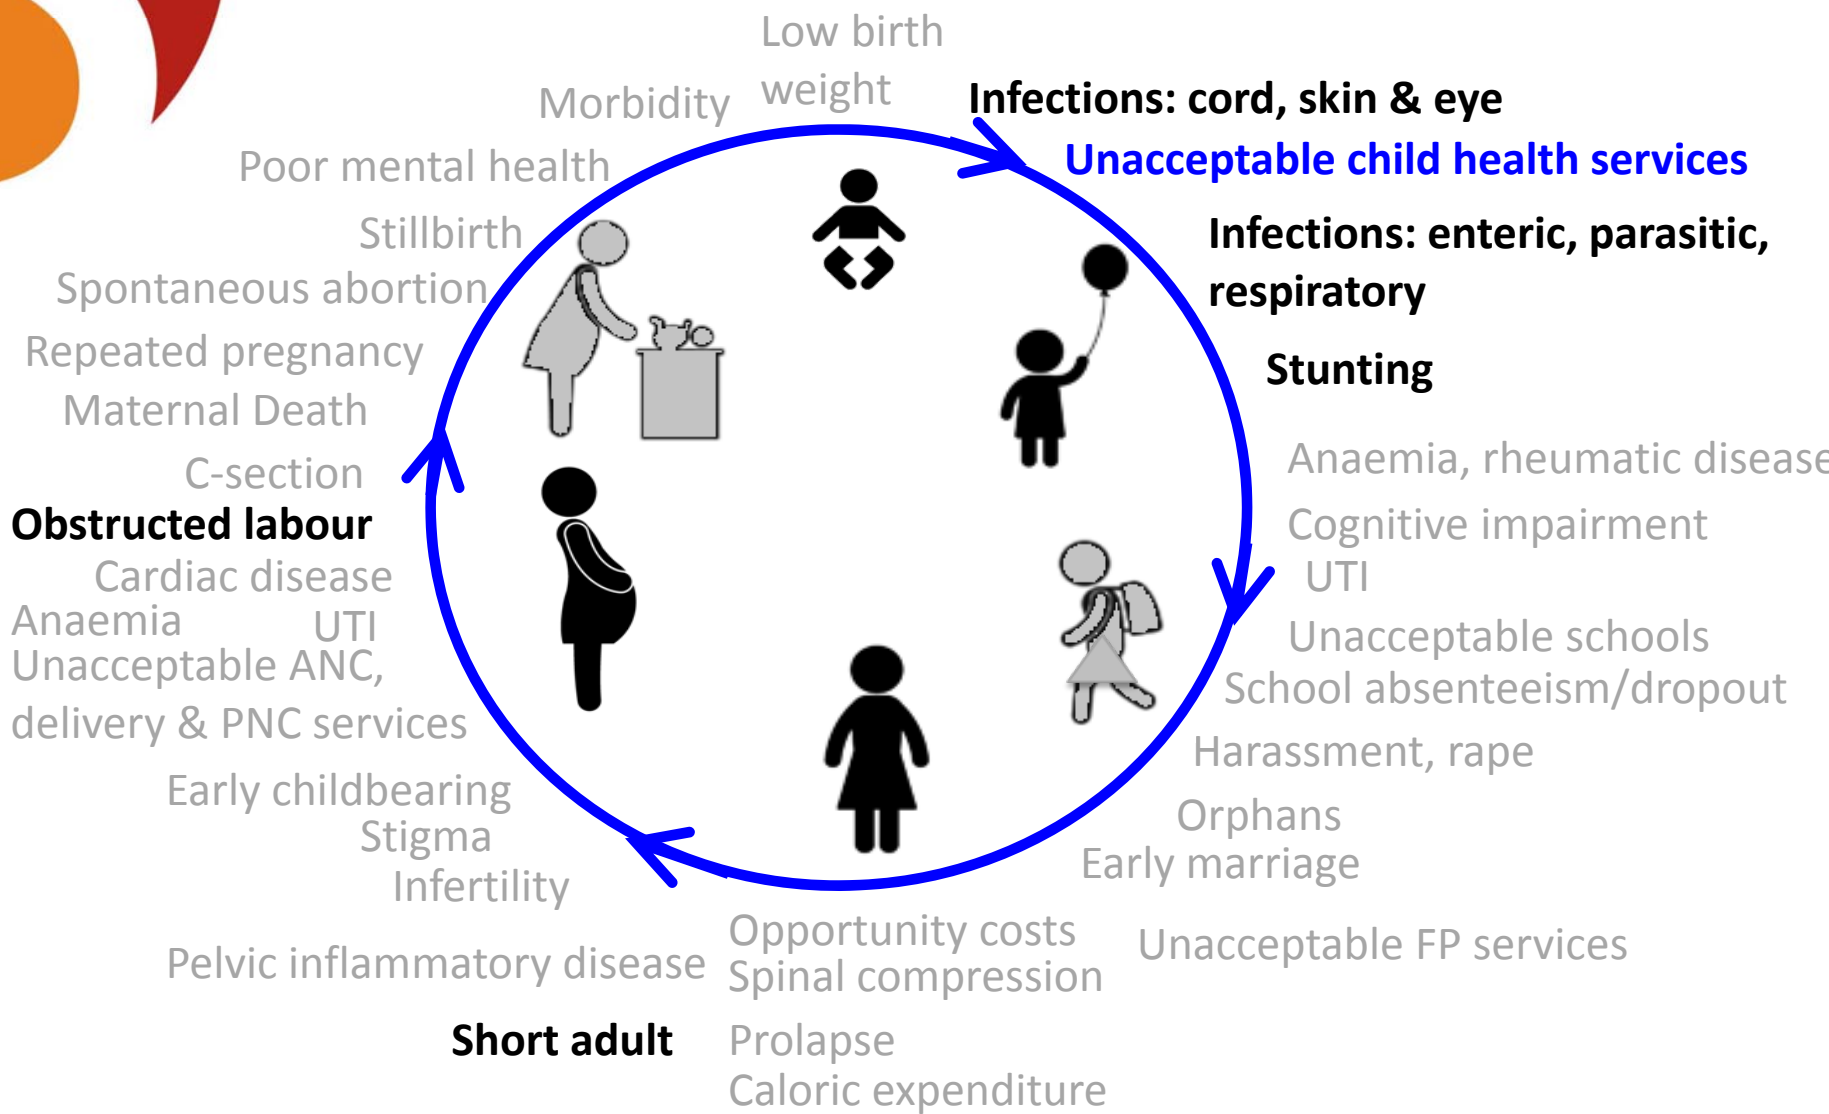 Low birth
weight
Infections: cord, skin & eye
Unacceptable child health services
Infections: enteric, parasitic,
respiratory
Stunting
Anaemia, rheumatic disease
Cognitive impairment
UTI
Unacceptable schools
School absenteeism/dropout
Harassment, rape
Orphans
Early marriage
Unacceptable FP services
Opportunity costs
Spinal compression
Prolapse
Caloric expenditure
Short adult
Pelvic inflammatory disease
Infertility
Stigma
Early childbearing
Unacceptable ANC,
delivery & PNC services
Anaemia
UTI
Cardiac disease
Obstructed labour
C-section
Maternal Death
Repeated pregnancy
Spontaneous abortion
Stillbirth
Poor mental health
Morbidity